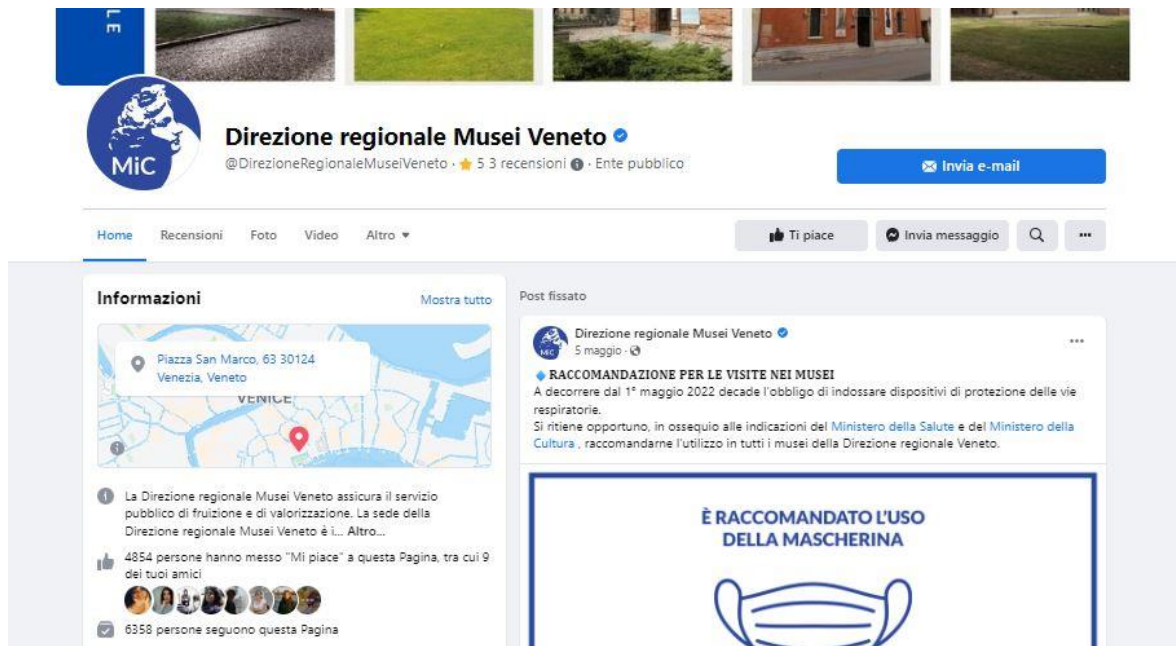 LE
MiC
Direzione regionale Musei Veneto
@DirezioneRegionaleMuseiVeneto · 5 3 recensioni · Ente pubblico
Invia e-mail
Home Recensioni Foto Video Altro
Ti piace Invia messaggio
Informazioni Mostra tutto
Piazza San Marco, 63 30124
Venezia, Veneto
VENICE
La Direzione regionale Musei Veneto assicura il servizio
pubblico di fruizione e di valorizzazione. La sede della
Direzione regionale Musei Veneto è i... Altro...
4854 persone hanno messo "Mi piace" a questa Pagina, tra cui 9
dei tuoi amici
6358 persone seguono questa Pagina
Post fissato
MiC
Direzione regionale Musei Veneto
5 maggio ·
RACCOMANDAZIONE PER LE VISITE NEI MUSEI
A decorrere dal 1° maggio 2022 decade l'obbligo di indossare dispositivi di protezione delle vie
respiratorie.
Si ritiene opportuno, in ossequio alle indicazioni del Ministero della Salute e del Ministero della
Cultura , raccomandarne l'utilizzo in tutti i musei della Direzione regionale Veneto.
È RACCOMANDATO L'USO
DELLA MASCHERINA